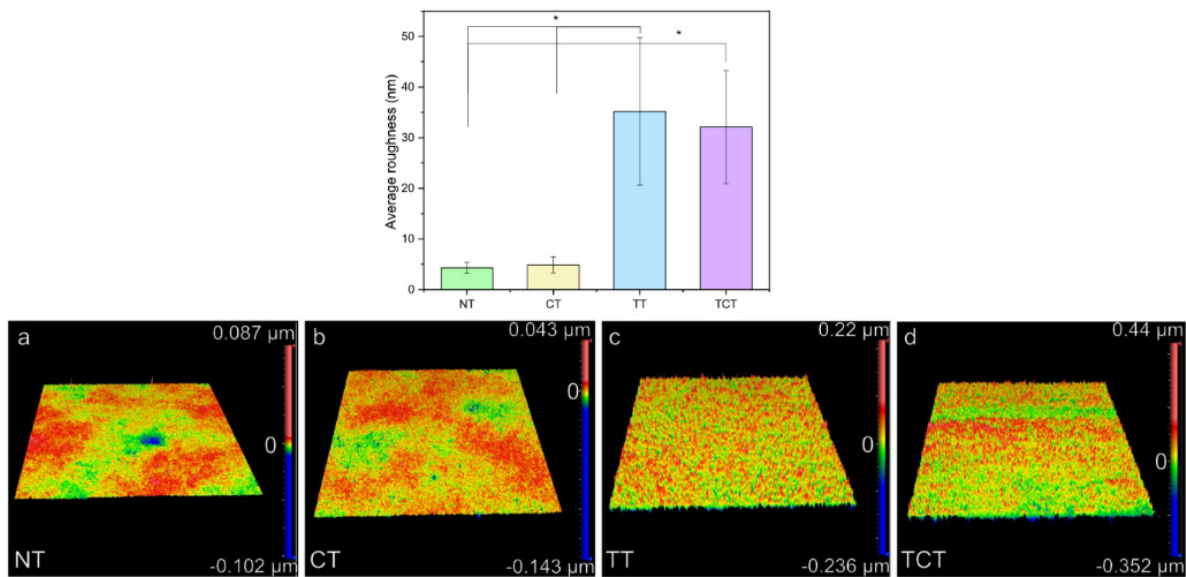 * *
Average roughness (nm)
50
40
30
20
10
0
NT CT TT TCT
a 0.087 µm
0
NT -0.102 µm
b 0.043 µm
0
CT -0.143 µm
c 0.22 µm
0
TT -0.236 µm
d 0.44 µm
0
TCT -0.352 µm